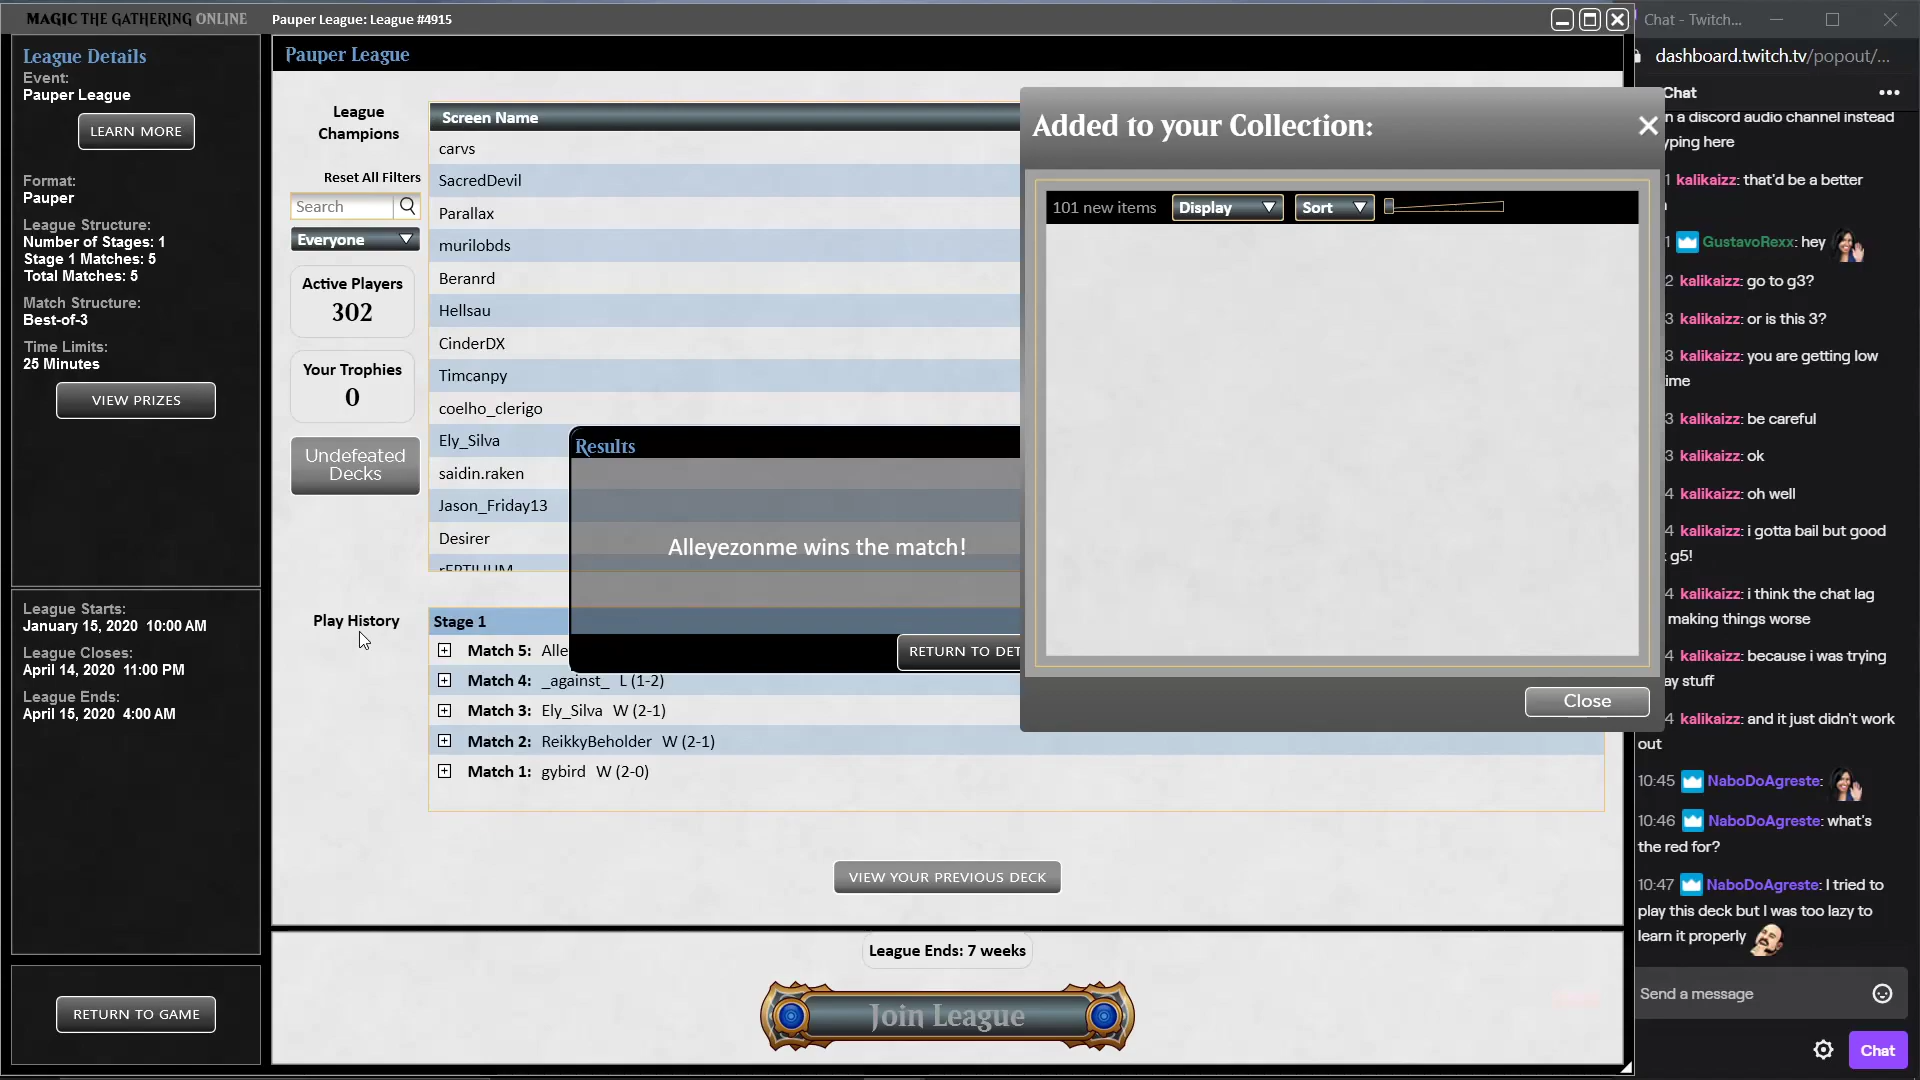 MAGIC THE GATHERING ONLINE
Pauper League: League #4915
League Details
Event:
Pauper League
LEARN MORE
Format:
Pauper
League Structure:
Number of Stages: 1
Stage 1 Matches: 5
Total Matches: 5
Match Structure:
Best-of-3
Time Limits:
25 Minutes
VIEW PRIZES
League Starts:
January 15, 2020 10:00 AM
League Closes:
April 14, 2020 11:00 PM
League Ends:
April 15, 2020 4:00 AM
RETURN TO GAME
Pauper League
League
Champions
Reset All Filters
Search
Everyone
Active Players
302
Your Trophies
0
Undefeated
Decks
Screen Name
carvs
SacredDevil
Parallax
murilobds
Beranrd
Hellsau
CinderDX
Timcanpy
coelho_clerigo
Ely_Silva
saidin.raken
Jason_Friday13
Desirer
Results
Alleyezonme wins the match!
RETURN TO DET
Play History
Stage 1
Match 5: Alle
Match 4: _against_ L (1-2)
Match 3: Ely_Silva W (2-1)
Match 2: ReikkyBeholder W (2-1)
Match 1: gybird W (2-0)
VIEW YOUR PREVIOUS DECK
League Ends: 7 weeks
Join League
Added to your Collection:
101 new items Display Sort
Close
Chat - Twitch...
dashboard.twitch.tv/popout/...
Chat
n a discord audio channel instead
yping here
1 kalikaizz: that'd be a better
1 GustavoRexx: hey
2 kalikaizz: go to g3?
3 kalikaizz: or is this 3?
3 kalikaizz: you are getting low
ime
3 kalikaizz: be careful
3 kalikaizz: ok
4 kalikaizz: oh well
4 kalikaizz: i gotta bail but good
g5!
4 kalikaizz: i think the chat lag
making things worse
4 kalikaizz: because i was trying
ay stuff
4 kalikaizz: and it just didn't work
out
10:45 NaboDoAgreste:
10:46 NaboDoAgreste: what's
the red for?
10:47 NaboDoAgreste: I tried to
play this deck but I was too lazy to
learn it properly
Send a message
Chat